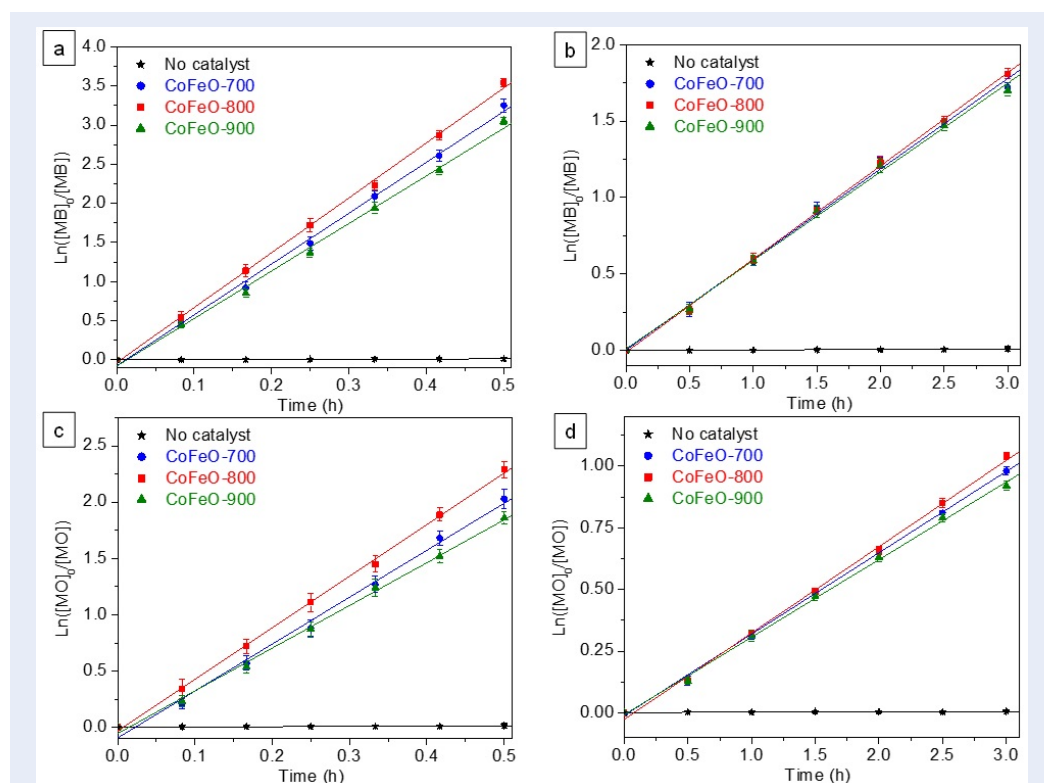 a
No catalyst
CoFeO-700
CoFeO-800
CoFeO-900
Ln([MB]₀/[MB])
4.0
3.5
3.0
2.5
2.0
1.5
1.0
0.5
0.0
0.0 0.1 0.2 0.3 0.4 0.5
Time (h)
b
No catalyst
CoFeO-700
CoFeO-800
CoFeO-900
Ln([MB]₀/[MB])
2.0
1.5
1.0
0.5
0.0
0.0 0.5 1.0 1.5 2.0 2.5 3.0
Time (h)
c
No catalyst
CoFeO-700
CoFeO-800
CoFeO-900
Ln([MO]₀/[MO])
2.5
2.0
1.5
1.0
0.5
0.0
0.0 0.1 0.2 0.3 0.4 0.5
Time (h)
d
No catalyst
CoFeO-700
CoFeO-800
CoFeO-900
Ln([MO]₀/[MO])
1.00
0.75
0.50
0.25
0.00
0.0 0.5 1.0 1.5 2.0 2.5 3.0
Time (h)